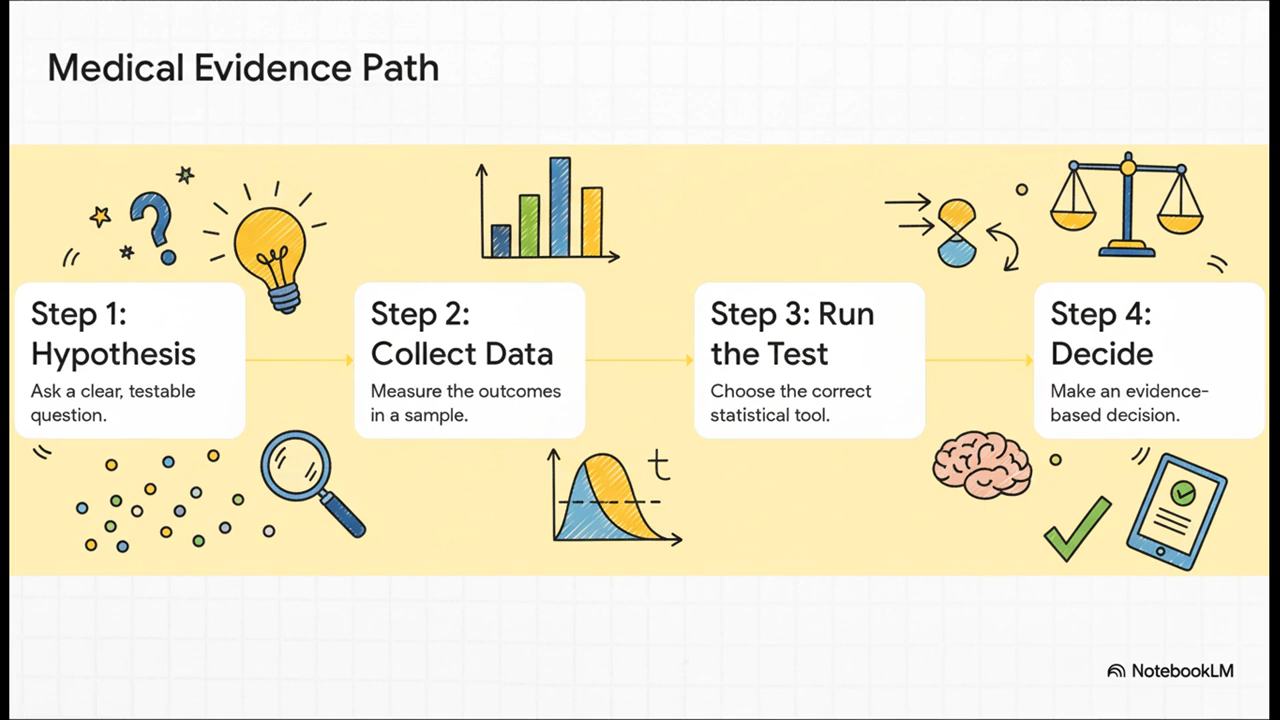 Medical Evidence Path
Step 1:
Hypothesis
Ask a clear, testable
question.
Step 2:
Collect Data
Measure the outcomes
in a sample.
Step 3: Run
the Test
Choose the correct
statistical tool.
Step 4:
Decide
Make an evidence-
based decision.
t
NotebookLM